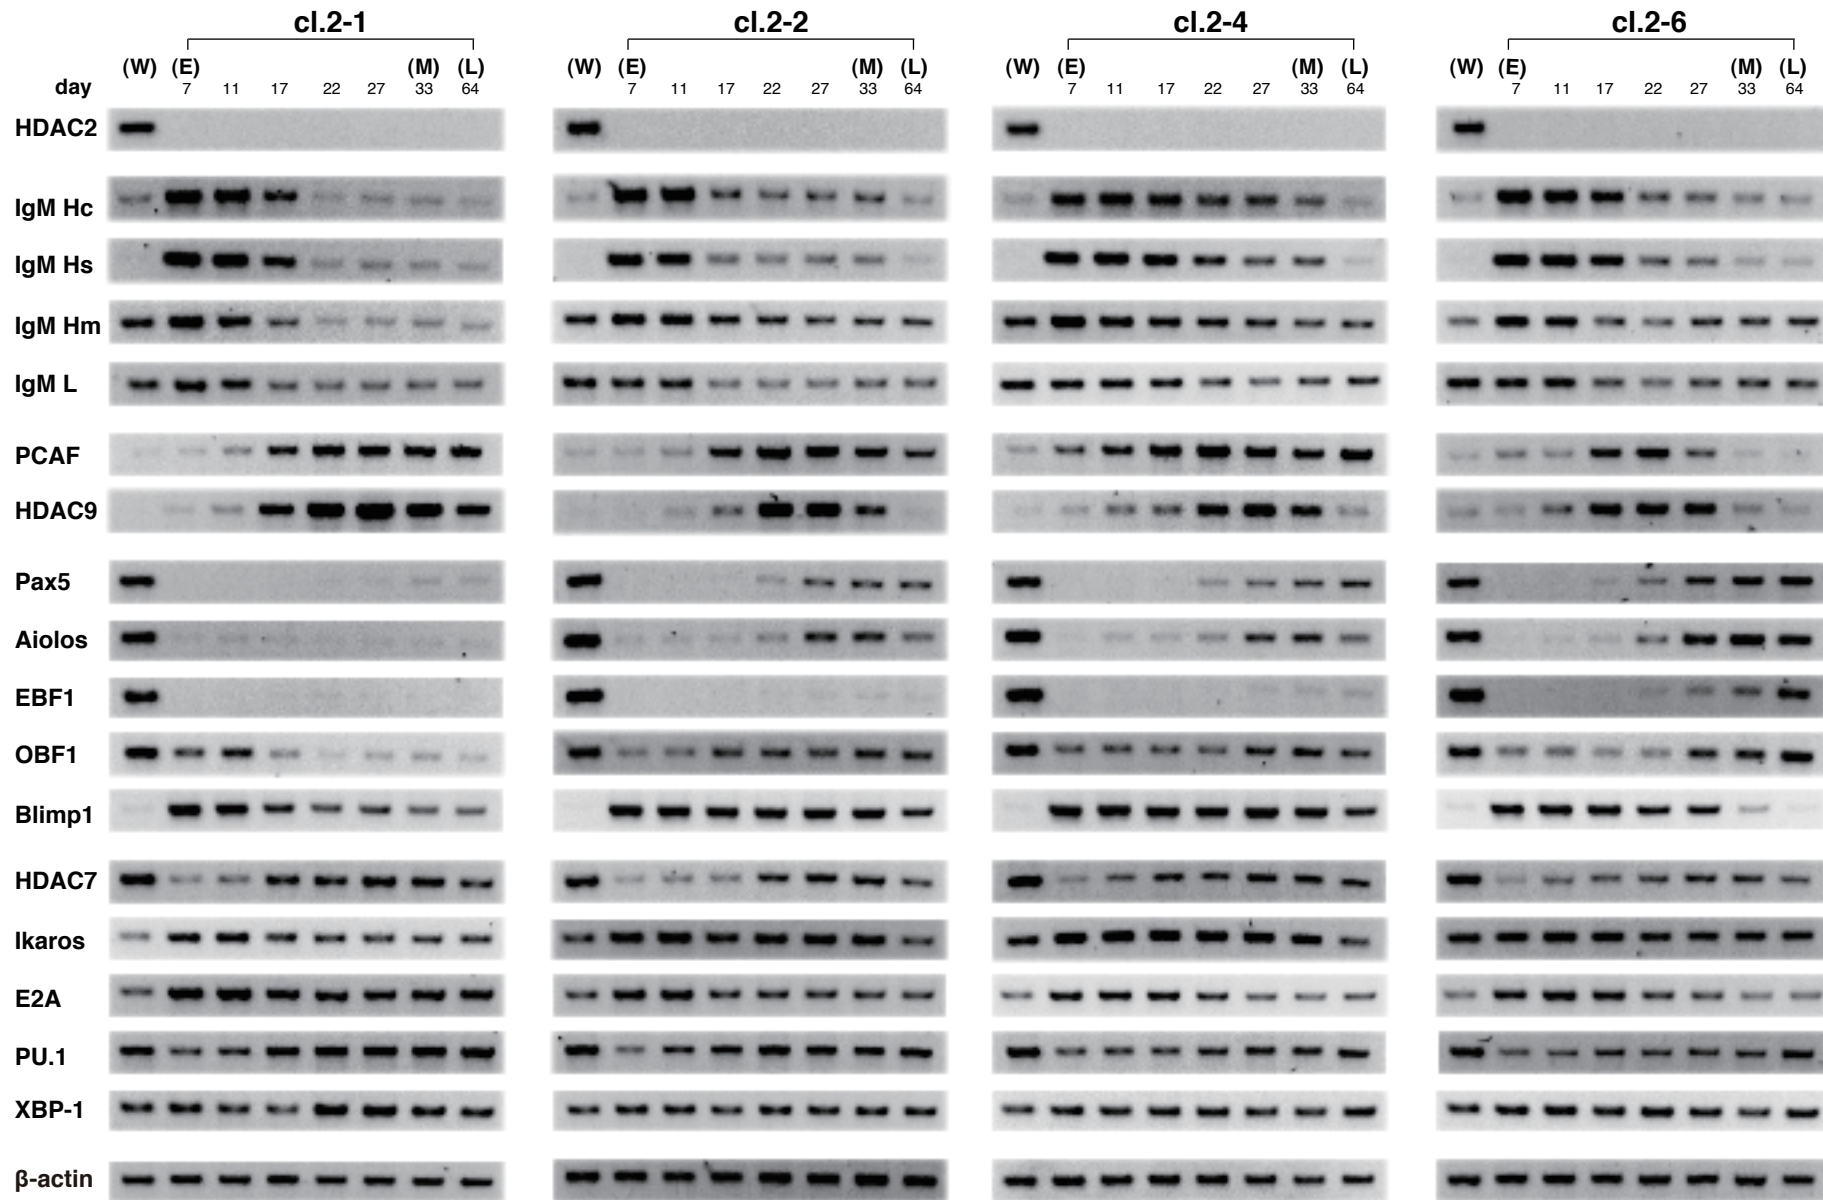 cl.2-1 cl.2-2 cl.2-4 cl.2-6
(W) (E) (M) (L) (W) (E) (M) (L) (W) (E) (M) (L) (W) (E) (M) (L)
day 7 11 17 22 27 33 64 7 11 17 22 27 33 64 7 11 17 22 27 33 64 7 11 17 22 27 33 64
HDAC2
IgM Hc
IgM Hs
IgM Hm
IgM L
PCAF
HDAC9
Pax5
Aiolos
EBF1
OBF1
Blimp1
HDAC7
Ikaros
E2A
PU.1
XBP-1
β-actin